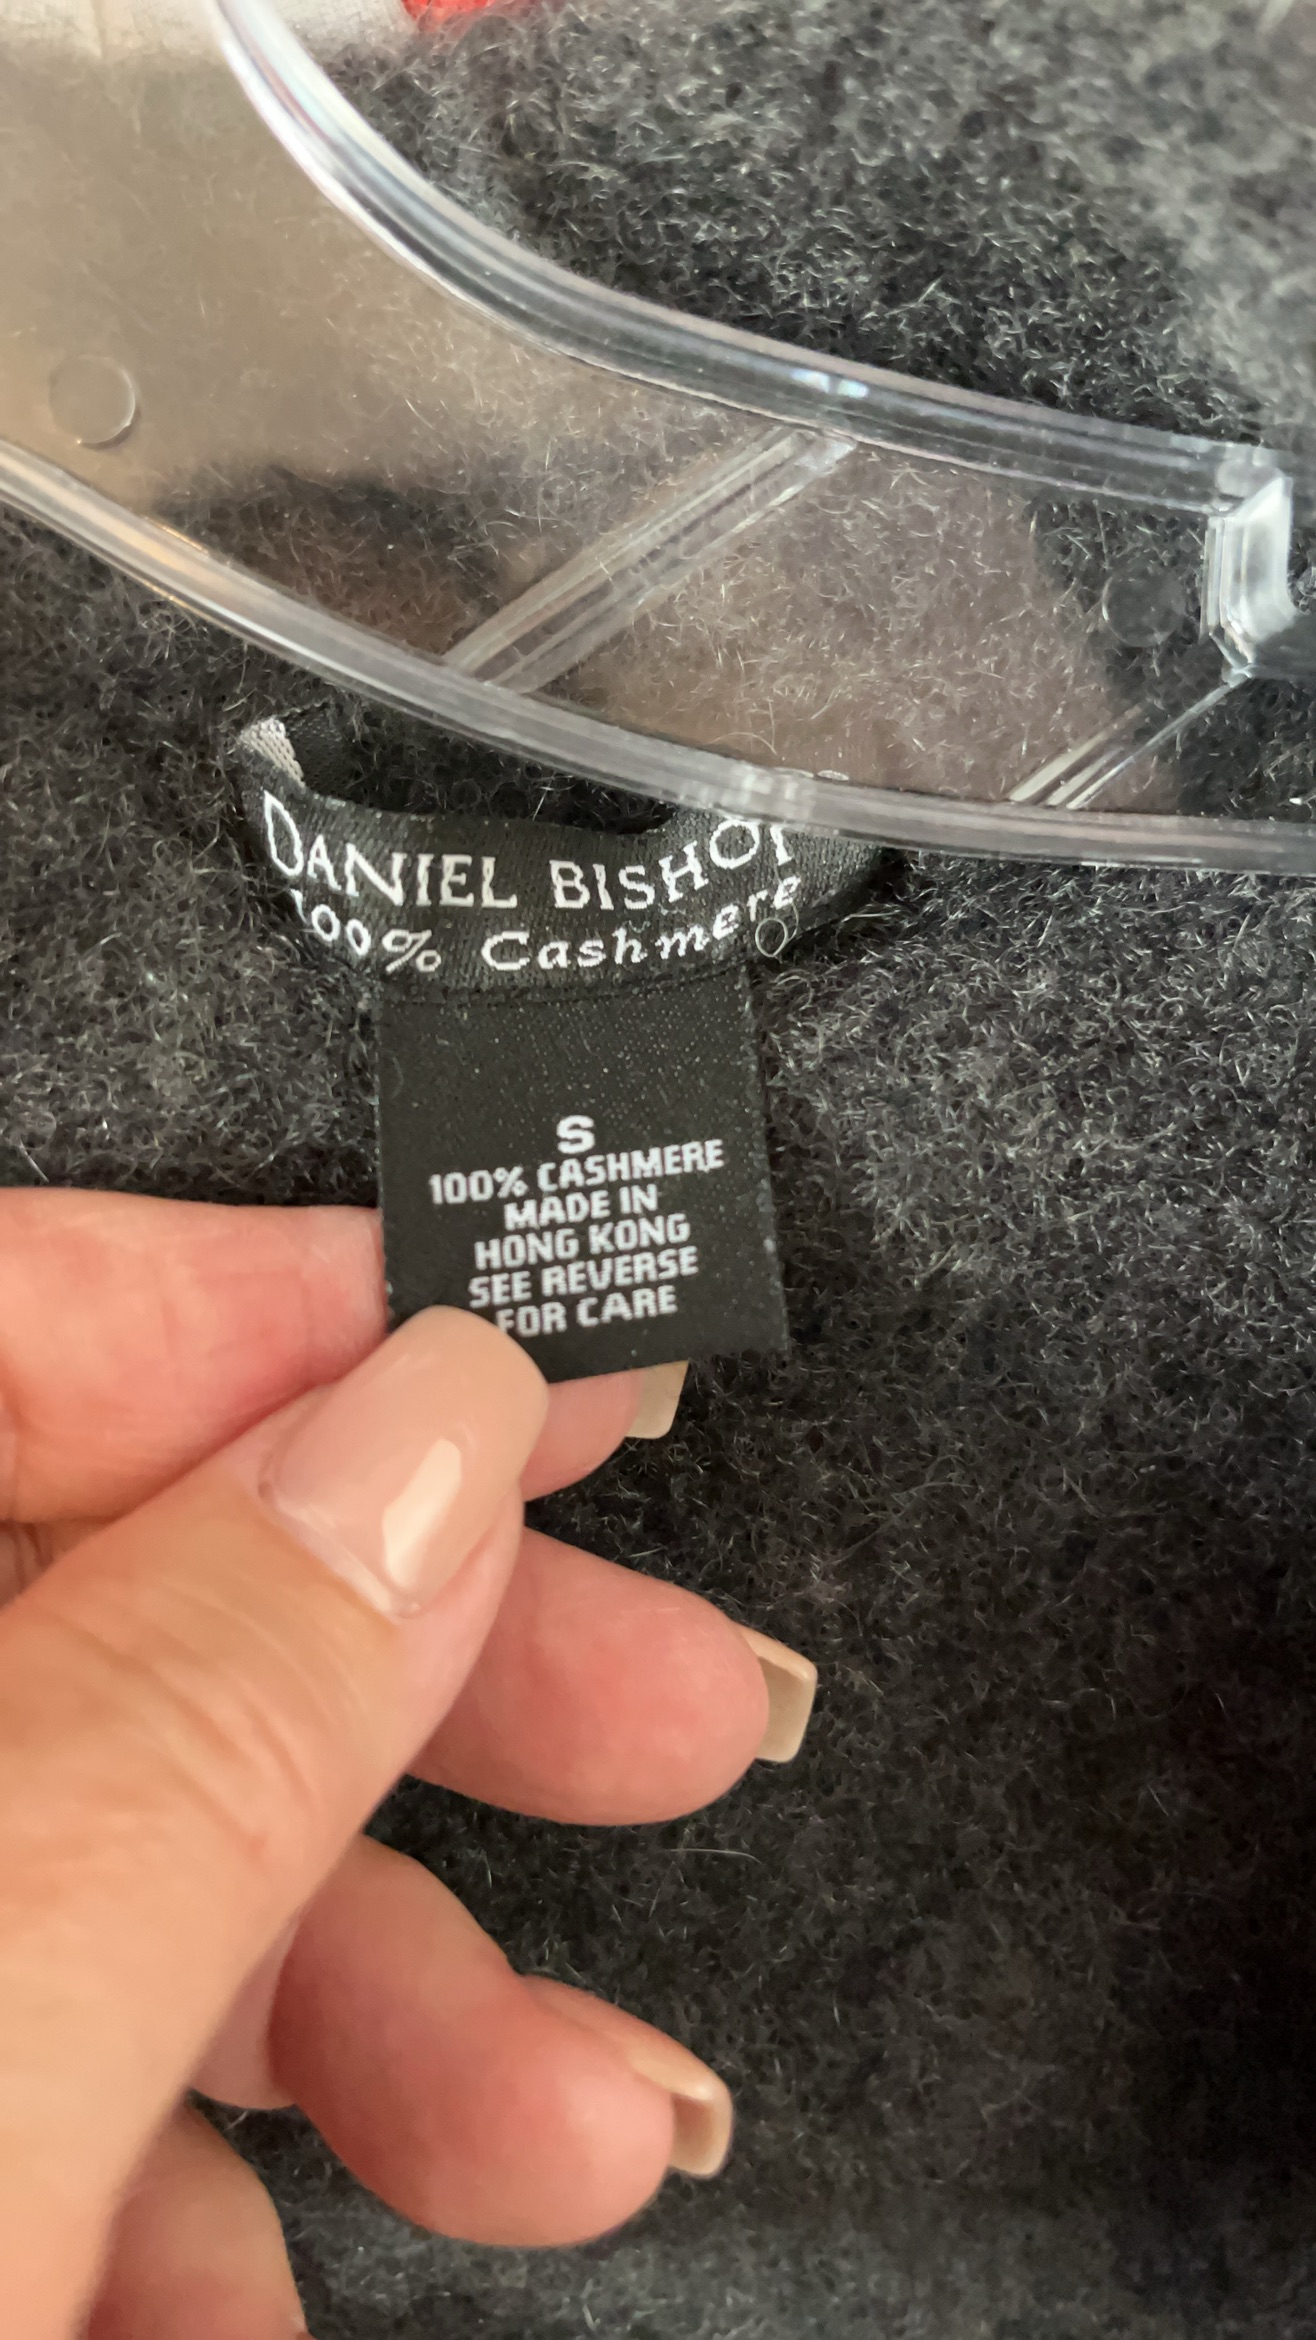 DANIEL BISHOP
100% Cashmere
S
100% CASHMERE
MADE IN
HONG KONG
SEE REVERSE
FOR CARE